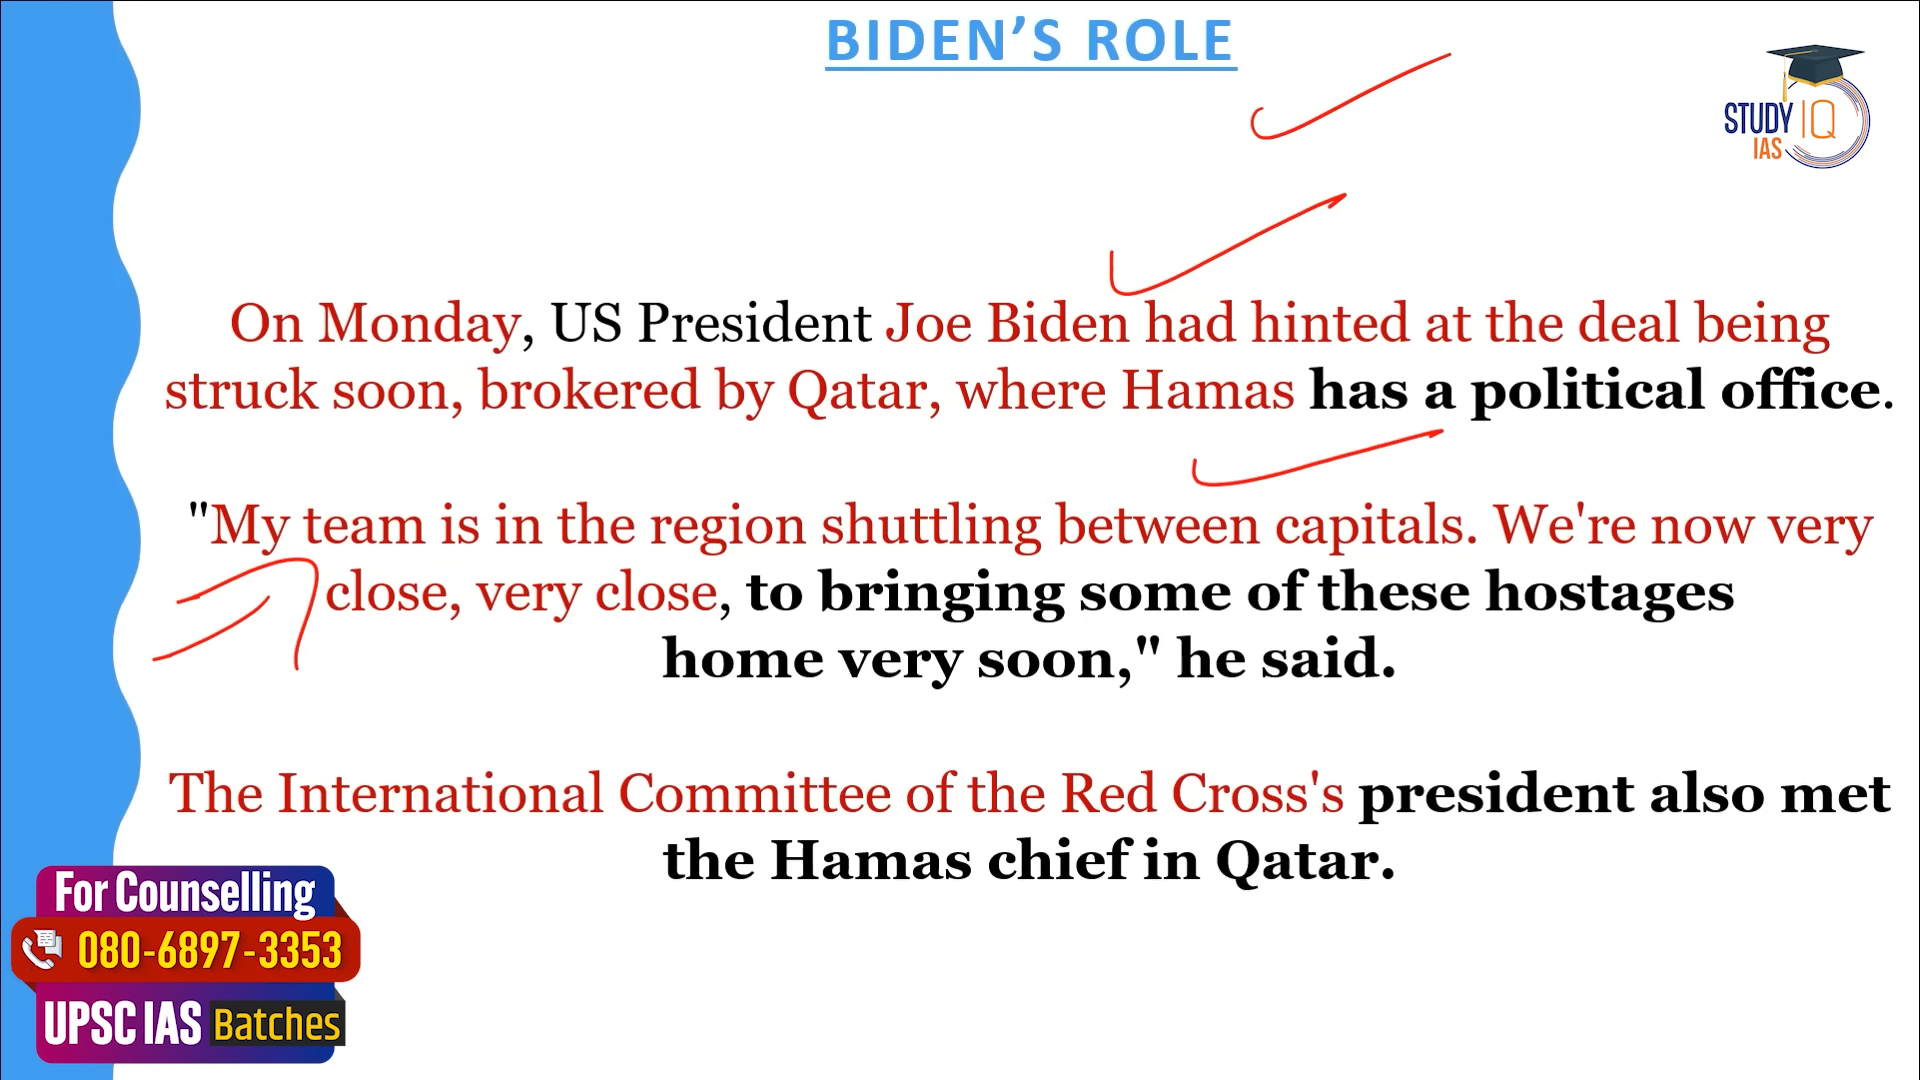 BIDEN’S ROLE
STUDY IQ
IAS
On Monday, US President Joe Biden had hinted at the deal being
struck soon, brokered by Qatar, where Hamas has a political office.
"My team is in the region shuttling between capitals. We're now very
close, very close, to bringing some of these hostages
home very soon," he said.
The International Committee of the Red Cross's president also met
the Hamas chief in Qatar.
For Counselling
080-6897-3353
UPSC IAS Batches